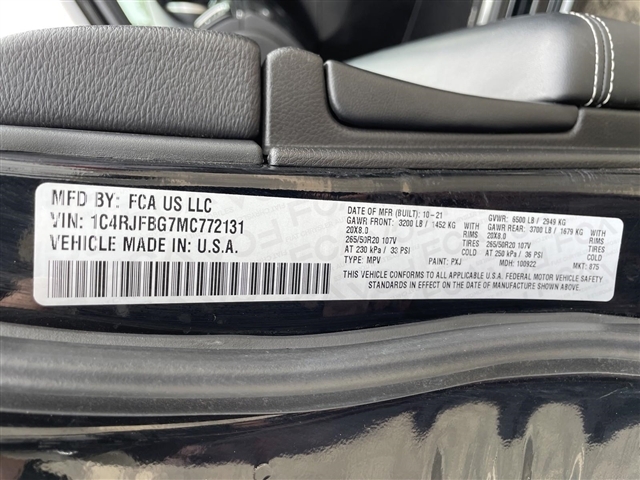 MFD BY: FCA US LLC
VIN: 1C4RJFBG7MC772131
VEHICLE MADE IN: U.S.A.
DATE OF MFR (BUILT): 10-21 GVWR: 6500 LB / 2949 KG
GAWR FRONT: 3200 LB / 1452 KG WITH GAWR REAR: 3700 LB / 1679 KG WITH
20X8.0 RIMS 20X8.0 RIMS
265/50R20 107V TIRES 265/50R20 107V TIRES
AT 230 kPa / 33 PSI COLD AT 250 kPa / 36 PSI COLD
TYPE: MPV PAINT: PXJ MDH: 100922 MKT: 875
THIS VEHICLE CONFORMS TO ALL APPLICABLE U.S.A. FEDERAL MOTOR VEHICLE SAFETY
STANDARDS IN EFFECT ON THE DATE OF MANUFACTURE SHOWN ABOVE.